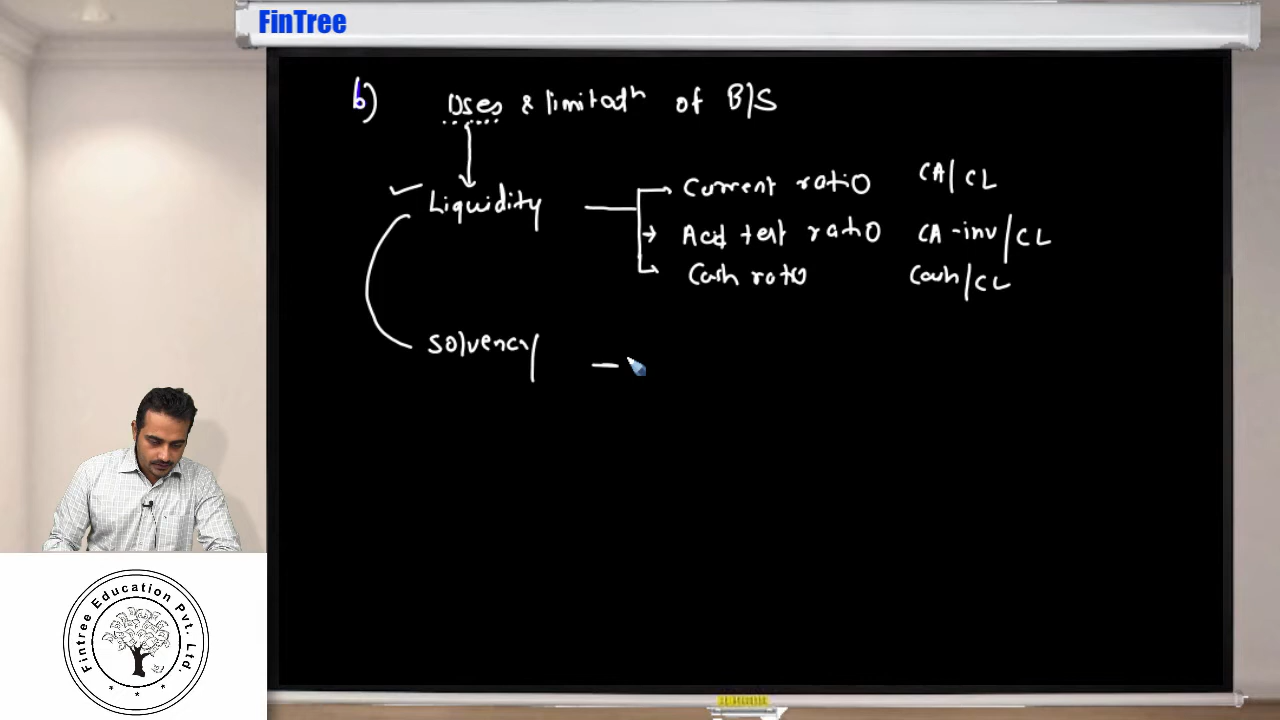 FinTree
b) Uses & limitatn of B/S
Liquidity
Current ratio CA/CL
Acid test ratio CA-inv/CL
Cash ratio Cash/CL
Solvency
Fintree Education Pvt. Ltd.